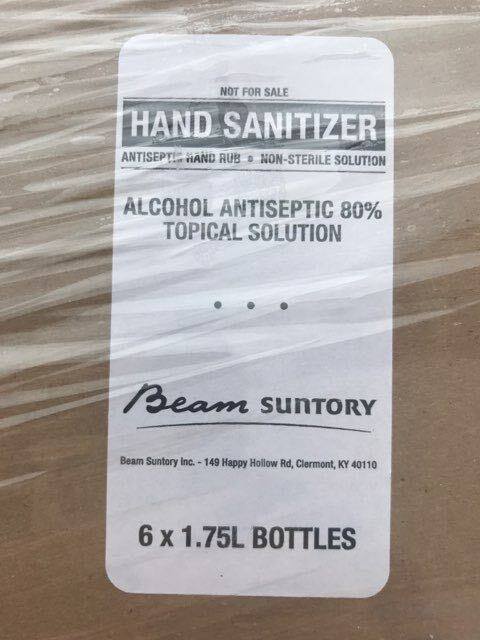 NOT FOR SALE
HAND SANITIZER
ANTISEPTIC HAND RUB • NON-STERILE SOLUTION
ALCOHOL ANTISEPTIC 80%
TOPICAL SOLUTION
• • •
Beam SUNTORY
Beam Suntory Inc. - 149 Happy Hollow Rd, Clermont, KY 40110
6 x 1.75L BOTTLES